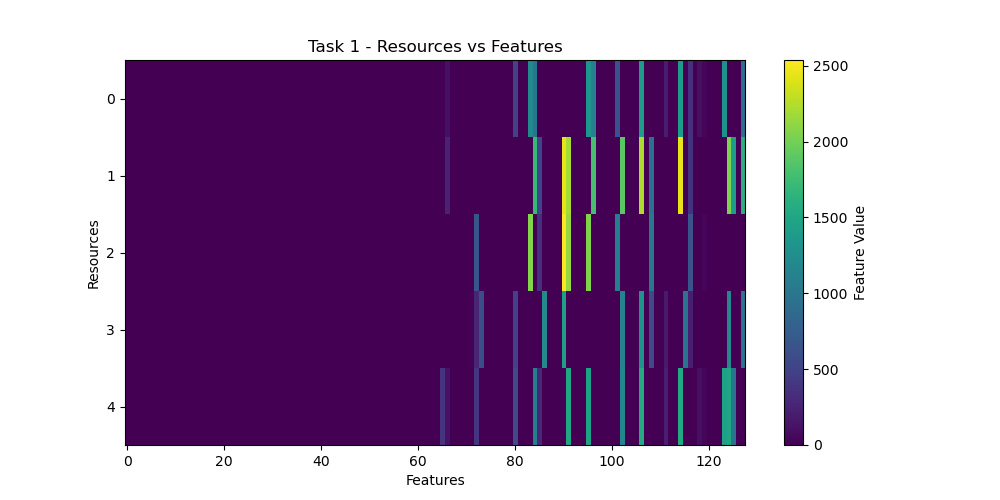 Task 1 - Resources vs Features
0
1
2
3
4
Resources
0 20 40 60 80 100 120
Features
2500
2000
1500
1000
500
0
Feature Value